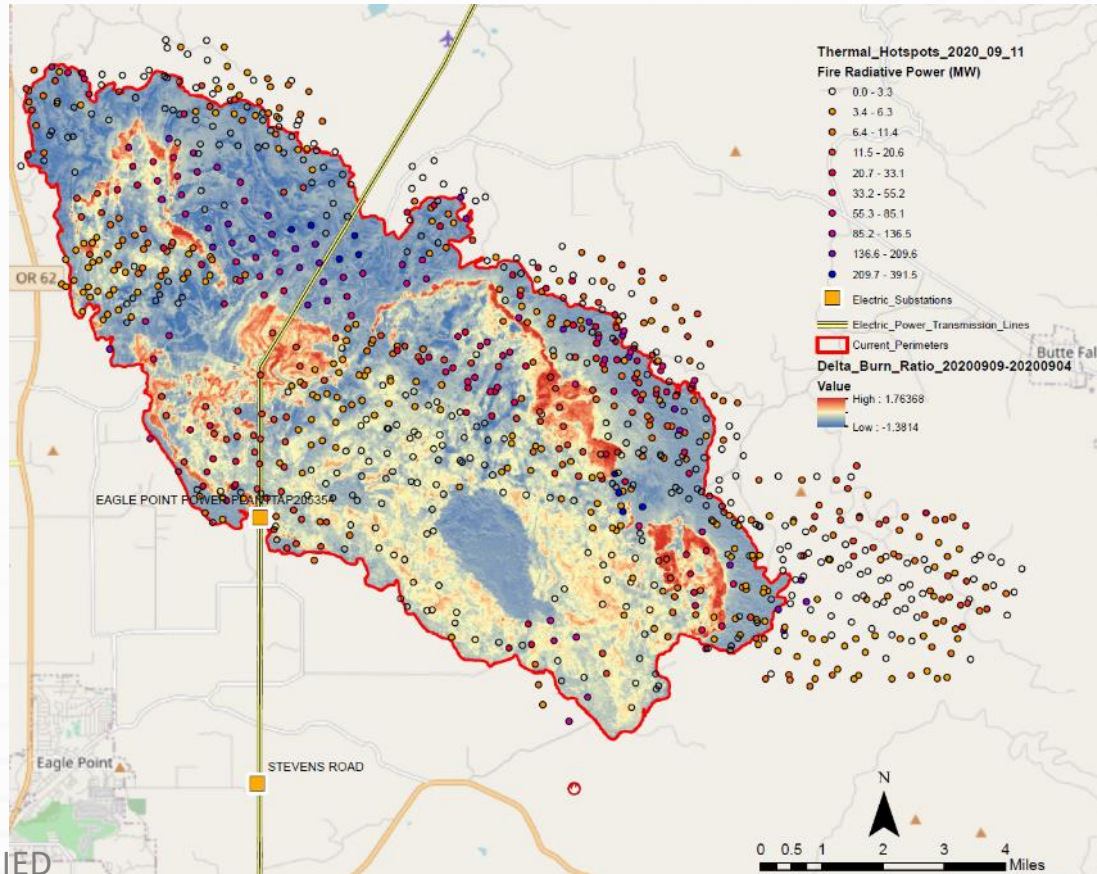 Thermal_Hotspots_2020_09_11
Fire Radiative Power (MW)
0.0 - 3.3
3.4 - 6.3
6.4 - 11.4
11.5 - 20.6
20.7 - 33.1
33.2 - 55.2
55.3 - 85.1
85.2 - 136.5
136.6 - 209.6
209.7 - 391.5
Electric_Substations
Electric_Power_Transmission_Lines
Current_Perimeters
Delta_Burn_Ratio_20200909-20200904
Value
High : 1.76368
Low : -1.3814
OR 62
Butte Fal
EAGLE POINT POWER PLANTTAP205354
STEVENS ROAD
Eagle Point
N
0 0.5 1 2 3 4
Miles
IED